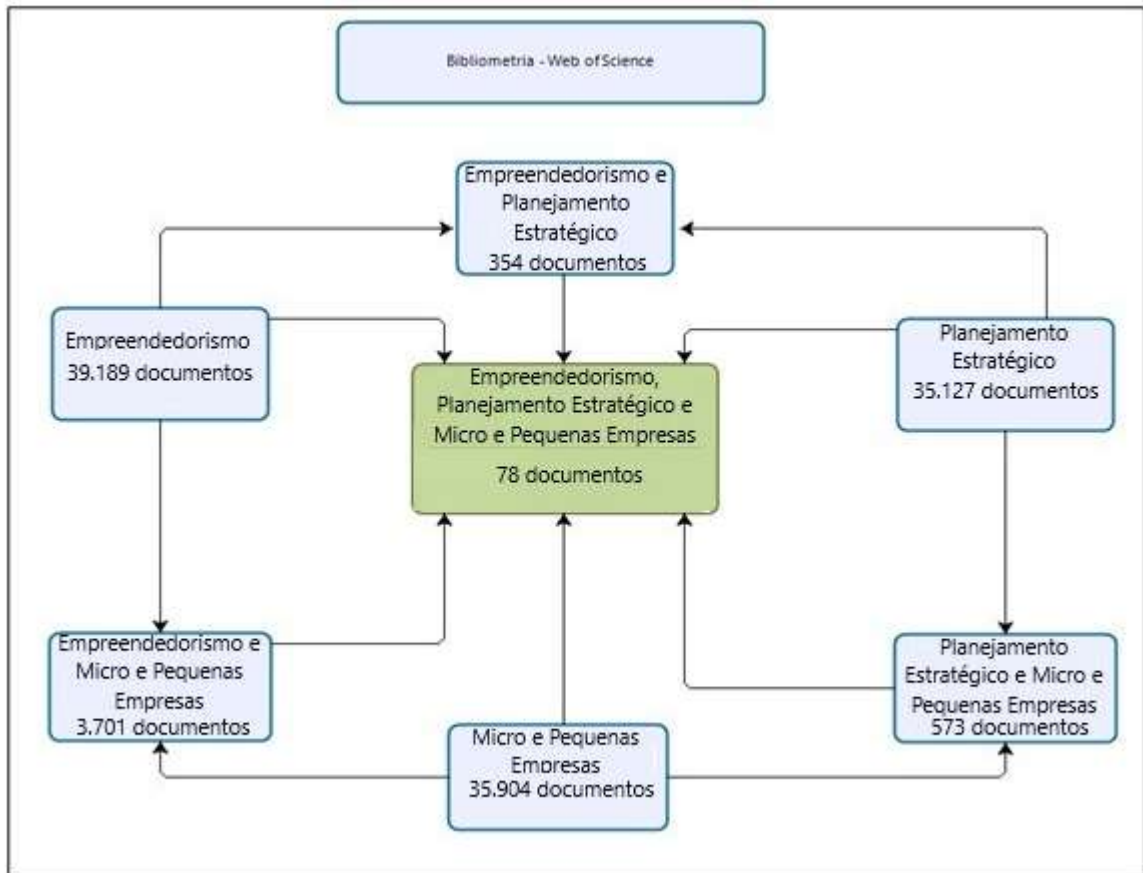 Bibliometria - Web of Science
Empreendedorismo e
Planejamento
Estratégico
354 documentos
Empreendedorismo
39.189 documentos
Planejamento
Estratégico
35.127 documentos
Empreendedorismo,
Planejamento Estratégico e
Micro e Pequenas Empresas
78 documentos
Empreendedorismo e
Micro e Pequenas
Empresas
3.701 documentos
Planejamento
Estratégico e Micro e
Pequenas Empresas
573 documentos
Micro e Pequenas
Empresas
35.904 documentos